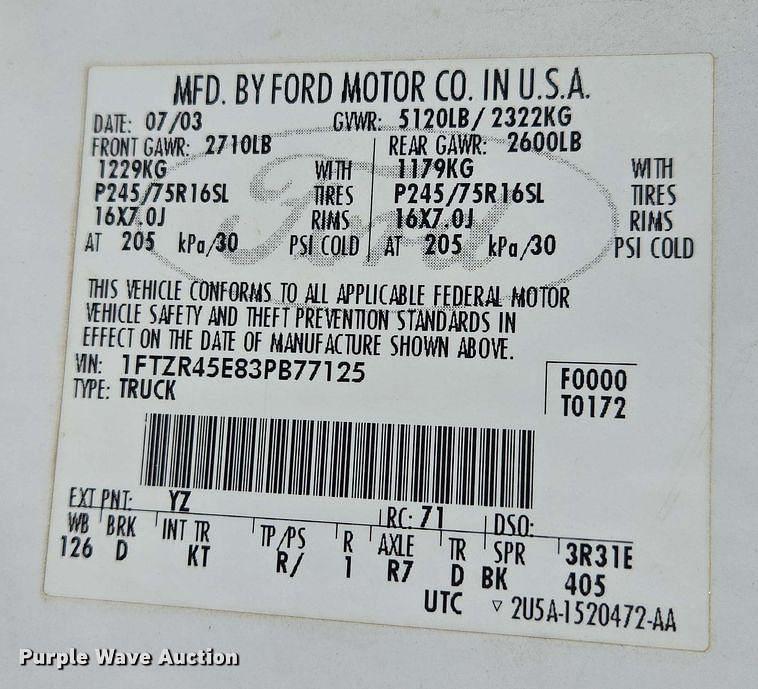 MFD. BY FORD MOTOR CO. IN U.S.A.
DATE: 07/03 GVWR: 5120LB/ 2322KG
FRONT GAWR: 2710LB REAR GAWR: 2600LB
1229KG WITH 1179KG WITH
P245/75R16SL TIRES P245/75R16SL TIRES
16X7.0J RIMS 16X7.0J RIMS
AT 205 kPa/30 PSI COLD AT 205 kPa/30 PSI COLD
Ford
THIS VEHICLE CONFORMS TO ALL APPLICABLE FEDERAL MOTOR
VEHICLE SAFETY AND THEFT PREVENTION STANDARDS IN
EFFECT ON THE DATE OF MANUFACTURE SHOWN ABOVE.
VIN: 1FTZR45E83PB77125 F0000
TYPE: TRUCK T0172
EXT PNT: YZ RC: 71 DSO:
WB BRK INT TR TP/PS R AXLE TR SPR 3R31E
126 D KT R/ 1 R7 D BK 405
UTC ▽ 2U5A-1520472-AA
Purple Wave Auction